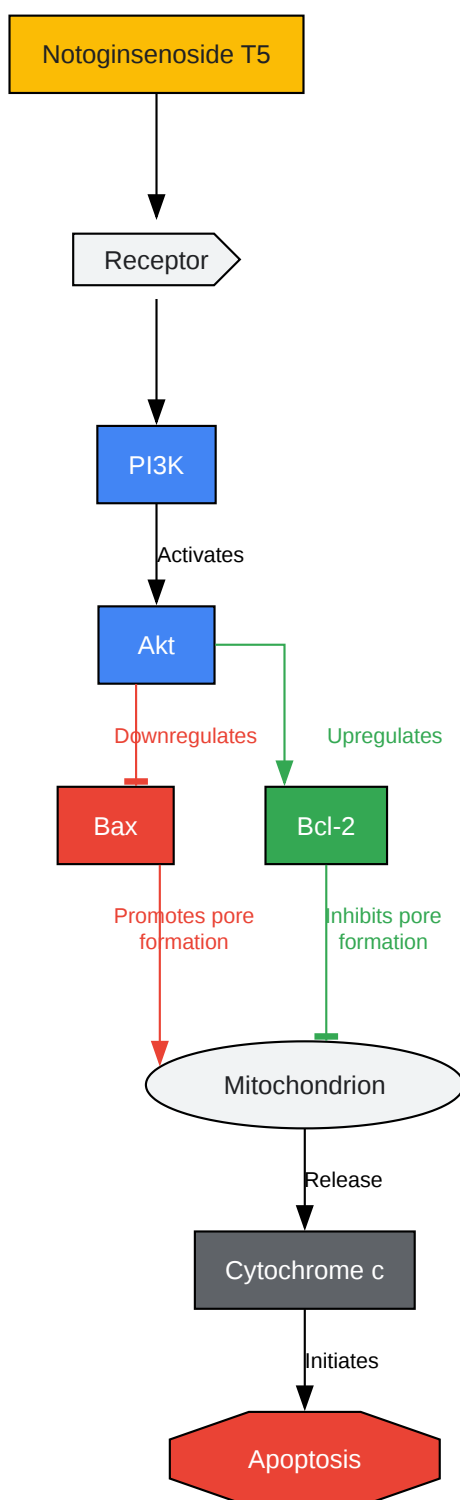 Notoginsenoside T5
Receptor
PI3K
Activates
Akt
Downregulates
Upregulates
Bax
Bcl-2
Promotes pore
formation
Inhibits pore
formation
Mitochondrion
Release
Cytochrome c
Initiates
Apoptosis